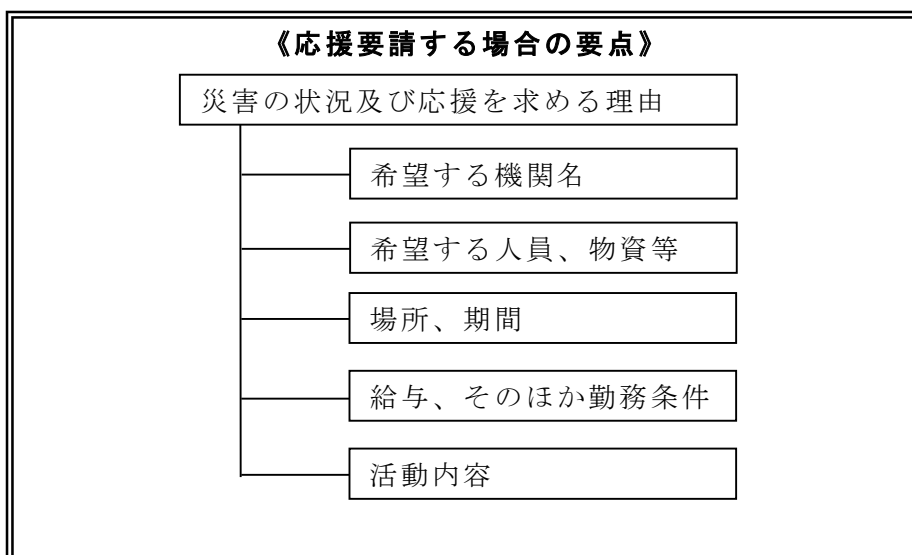 《応援要請する場合の要点》
災害の状況及び応援を求める理由
希望する機関名
希望する人員、物資等
場所、期間
給与、そのほか勤務条件
活動内容